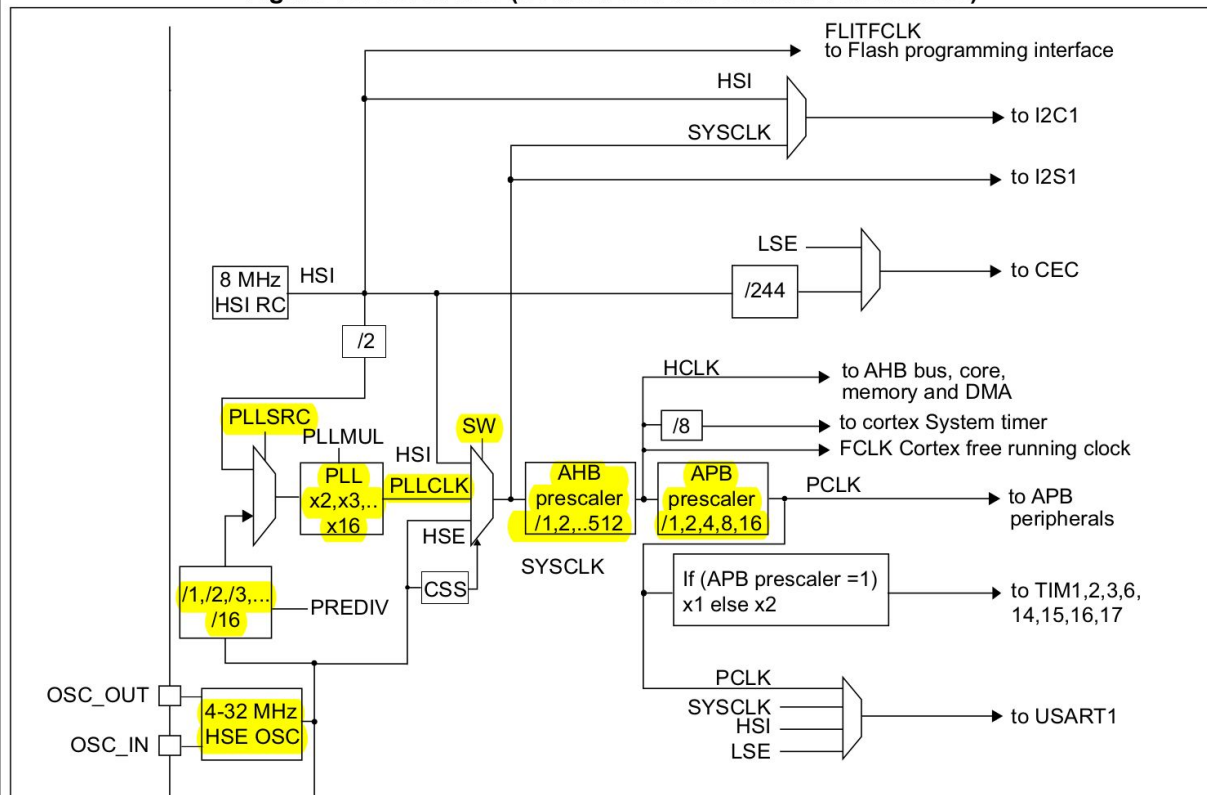 FLITFCLK
to Flash programming interface
HSI
to I2C1
SYSCLK
to I2S1
LSE
to CEC
8 MHz
HSI RC
HSI
/244
/2
HCLK
to AHB bus, core,
memory and DMA
/8
to cortex System timer
FCLK Cortex free running clock
PLLSRC
PLLMUL
SW
HSI
PLL
x2,x3,..
x16
PLLCLK
AHB
prescaler
/1,2,..512
APB
prescaler
/1,2,4,8,16
PCLK
to APB
peripherals
HSE
SYSCLK
CSS
/1,/2,/3,...
/16
PREDIV
If (APB prescaler =1)
x1 else x2
to TIM1,2,3,6,
14,15,16,17
OSC_OUT
OSC_IN
4-32 MHz
HSE OSC
PCLK
SYSCLK
HSI
LSE
to USART1